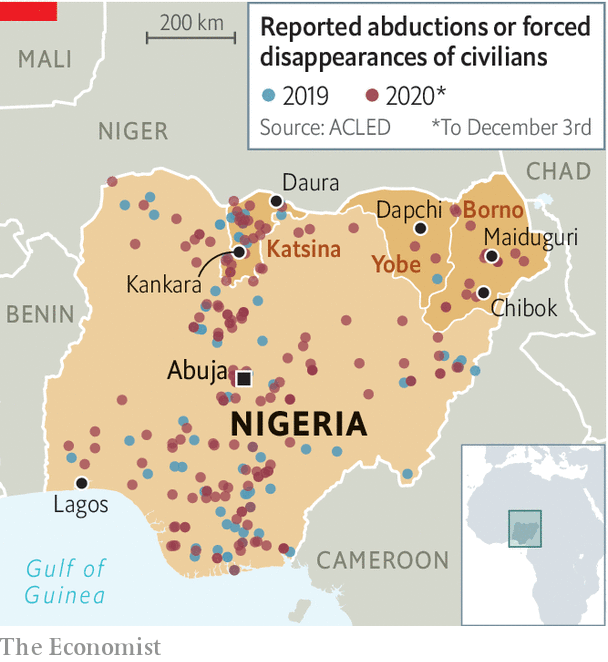 200 km
Reported abductions or forced
disappearances of civilians
2019 2020*
Source: ACLED *To December 3rd
MALI
NIGER
CHAD
Daura
Dapchi
Borno
Maiduguri
Katsina
Yobe
Kankara
Chibok
BENIN
Abuja
NIGERIA
Lagos
CAMEROON
Gulf of
Guinea
The Economist